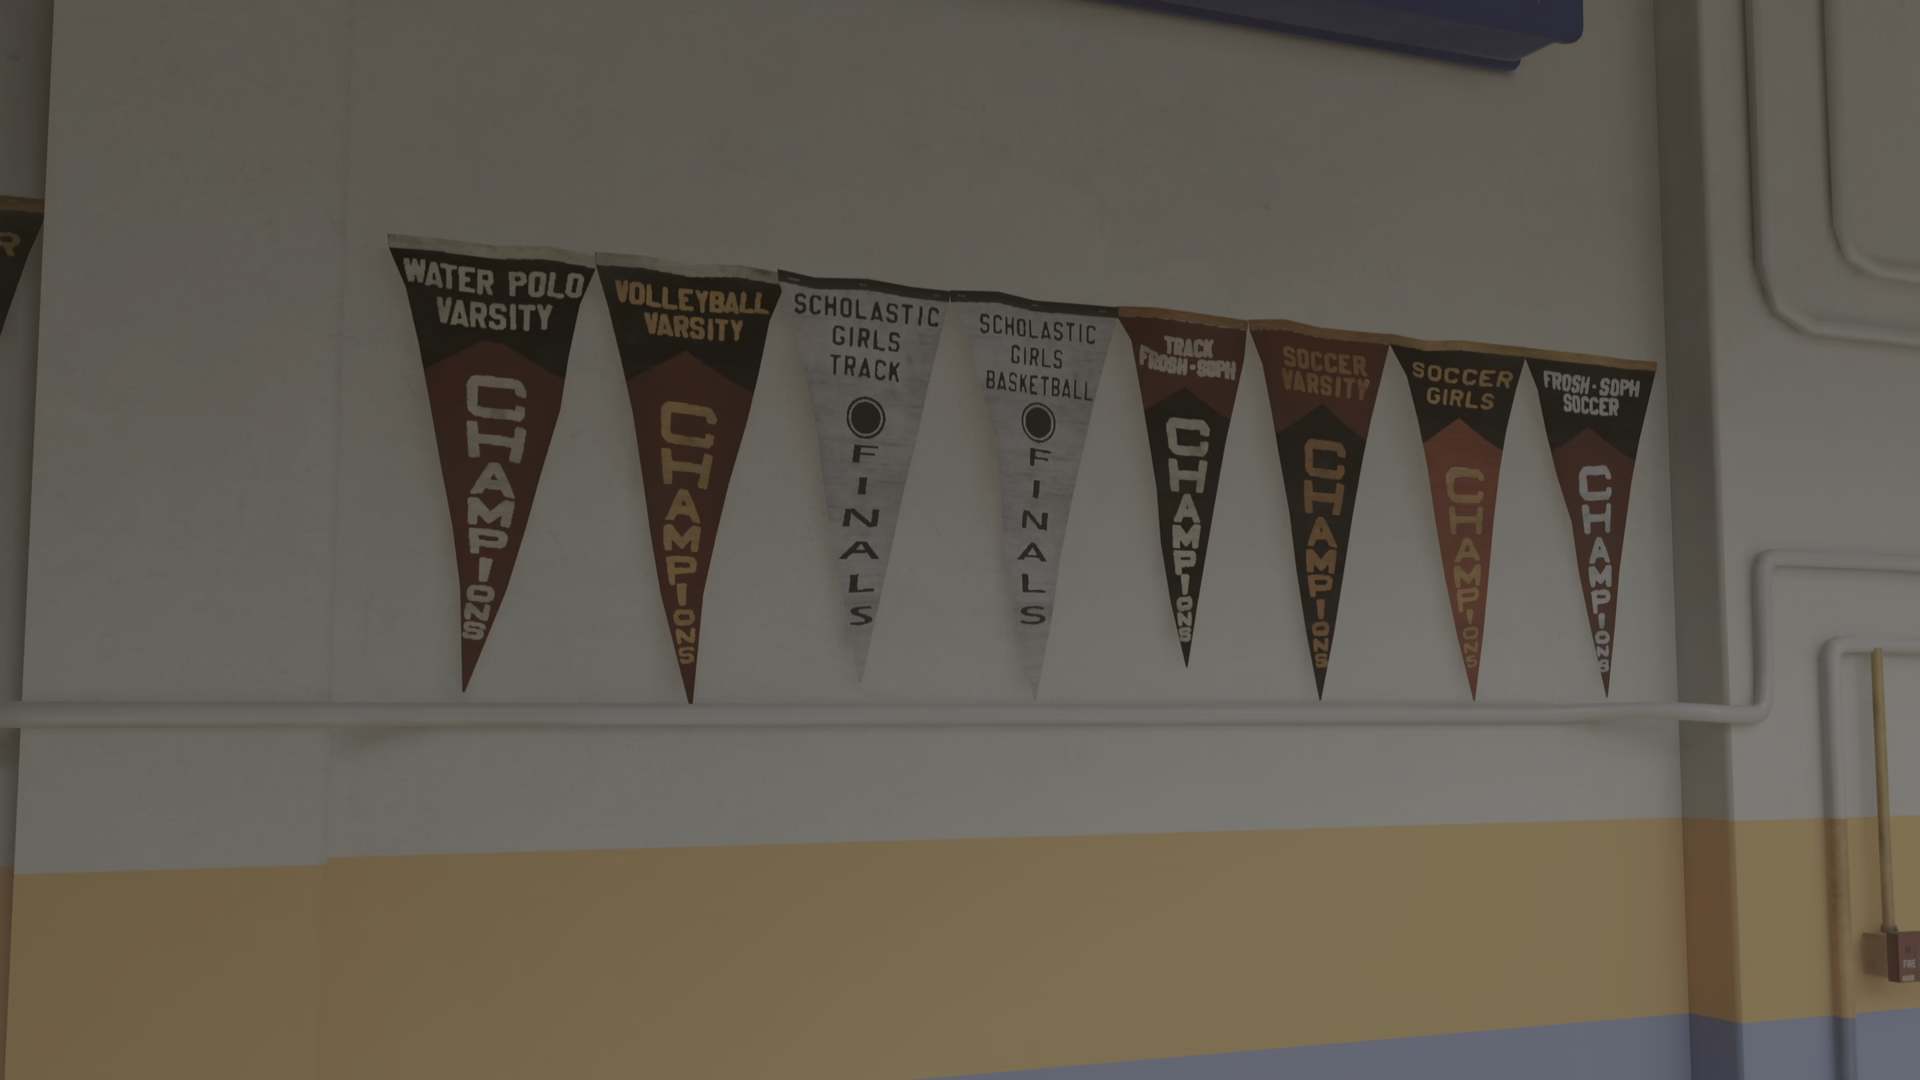 R
WATER POLO
VARSITY
CHAMPIONS
VOLLEYBALL
VARSITY
CHAMPIONS
SCHOLASTIC
GIRLS
TRACK
FINALS
SCHOLASTIC
GIRLS
BASKETBALL
FINALS
TRACK
FROSH-SOPH
CHAMPIONS
SOCCER
VARSITY
CHAMPIONS
SOCCER
GIRLS
CHAMPIONS
FROSH-SOPH
SOCCER
CHAMPIONS
FIRE